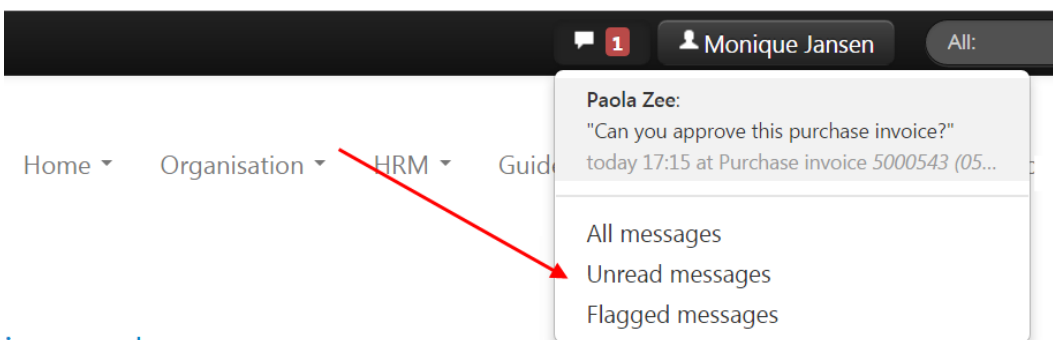 1 Monique Jansen All:
Paola Zee:
"Can you approve this purchase invoice?"
today 17:15 at Purchase invoice 5000543 (05...
Home Organisation HRM Guid
All messages
Unread messages
Flagged messages